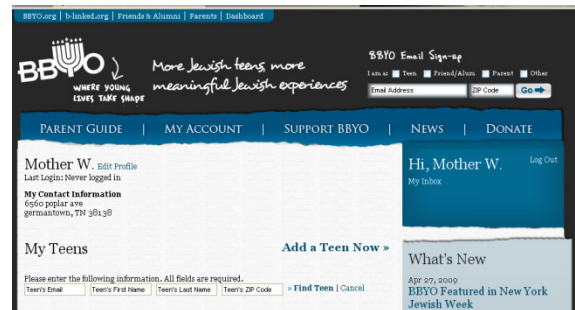 BBYO.org | b-linked.org | Friends & Alumni | Parents | Dashboard
BBYO
WHERE YOUNG
LIVES TAKE SHAPE
More Jewish teens, more
meaningful Jewish experiences
BBYO Email Sign-up
I am a: Teen Friend/Alum Parent Other
Email Address ZIP Code Go
PARENT GUIDE | MY ACCOUNT | SUPPORT BBYO | NEWS | DONATE
Mother W. Edit Profile
Last Login: Never logged in
My Contact Information
6560 poplar ave
germantown, TN 38138
My Teens Add a Teen Now »
Please enter the following information. All fields are required.
Teen's Email Teen's First Name Teen's Last Name Teen's ZIP Code » Find Teen | Cancel
Hi, Mother W. Log Out
My Inbox
What's New
Apr 27, 2009
BBYO Featured in New York
Jewish Week